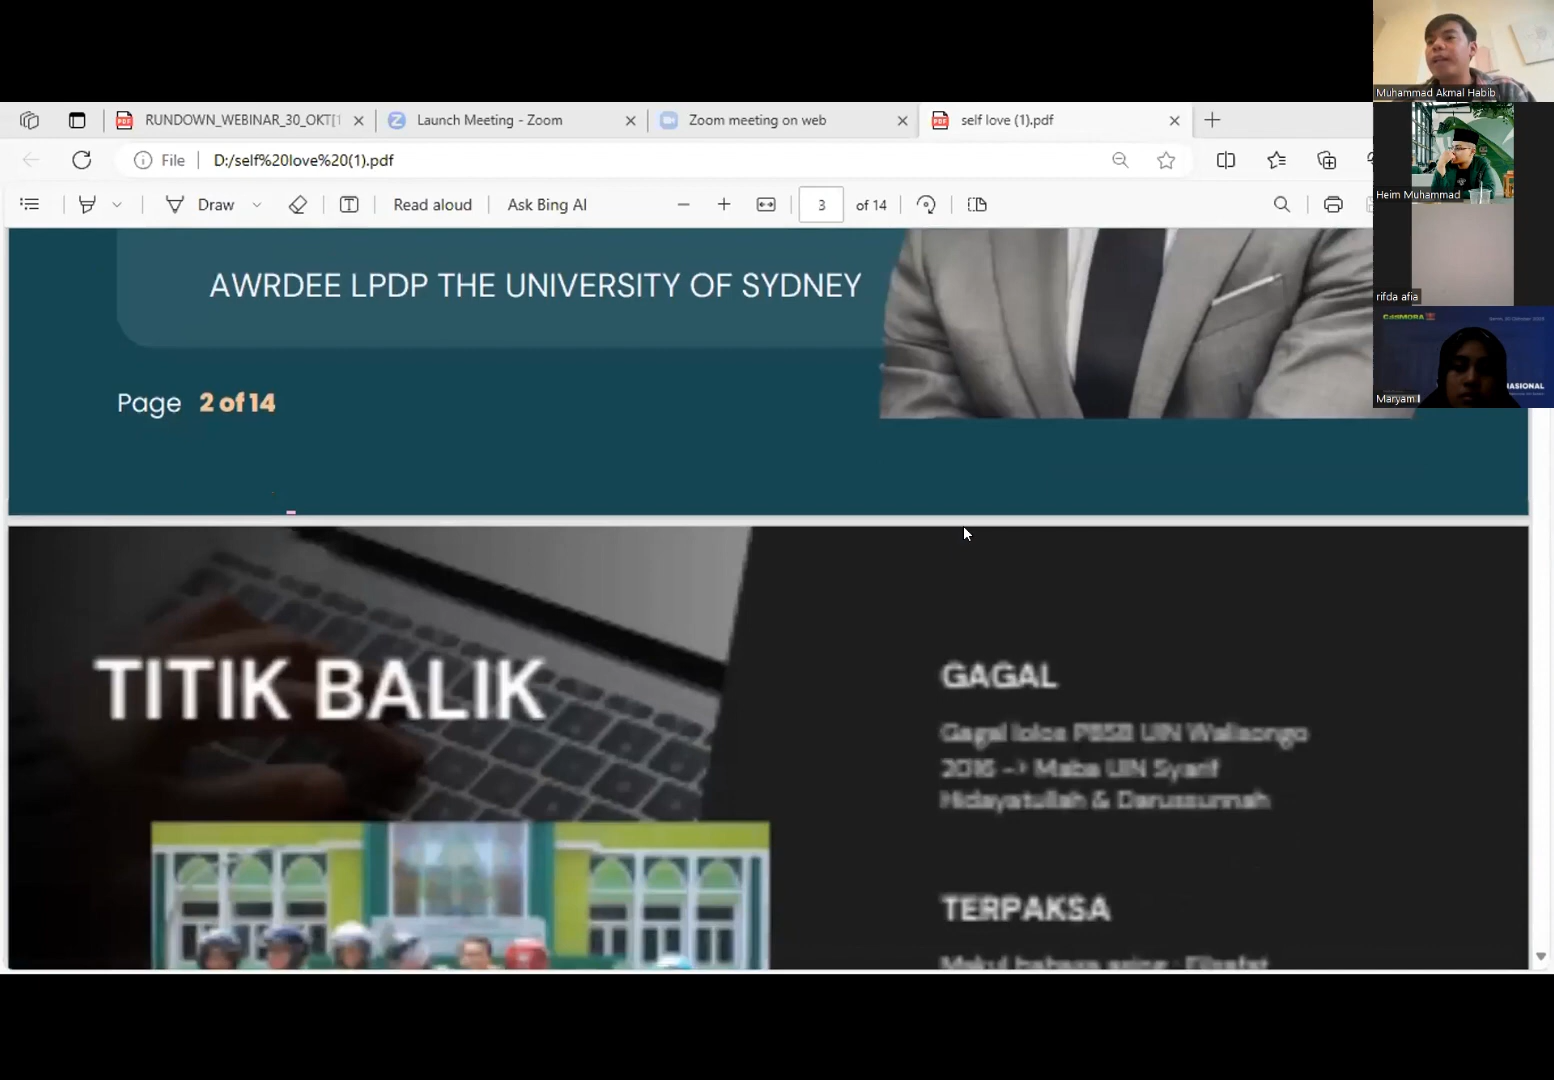 RUNDOWN_WEBINAR_30_OKT[1
Launch Meeting - Zoom
Zoom meeting on web
self love (1).pdf
File
D:/self%20love%20(1).pdf
Draw
Read aloud
Ask Bing AI
3
of 14
AWRDEE LPDP THE UNIVERSITY OF SYDNEY
Page 2 of 14
TITIK BALIK
GAGAL
Gagal lolos PBSB UIN Walisongo
2016 -> Maba UIN Syarif
Hidayatullah & Darussunnah
TERPAKSA
Muhammad Akmal Habib
Heim Muhammad
rifda afia
NASIONAL
Maryam I